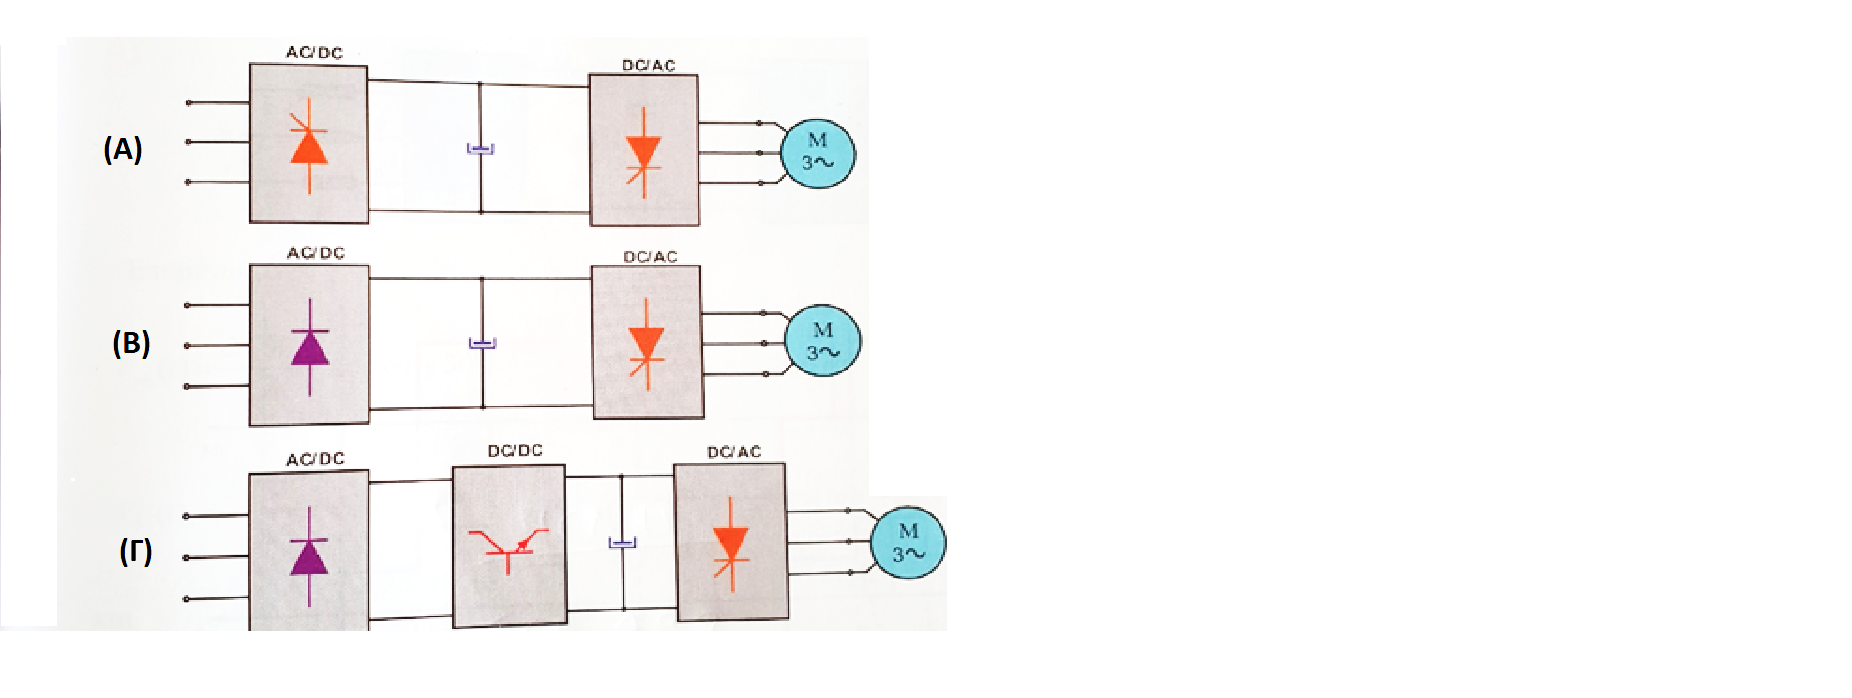 AC/DC
DC/AC
(A)
M
3~
AC/DC
DC/AC
(B)
M
3~
AC/DC
DC/DC
DC/AC
(Γ)
M
3~